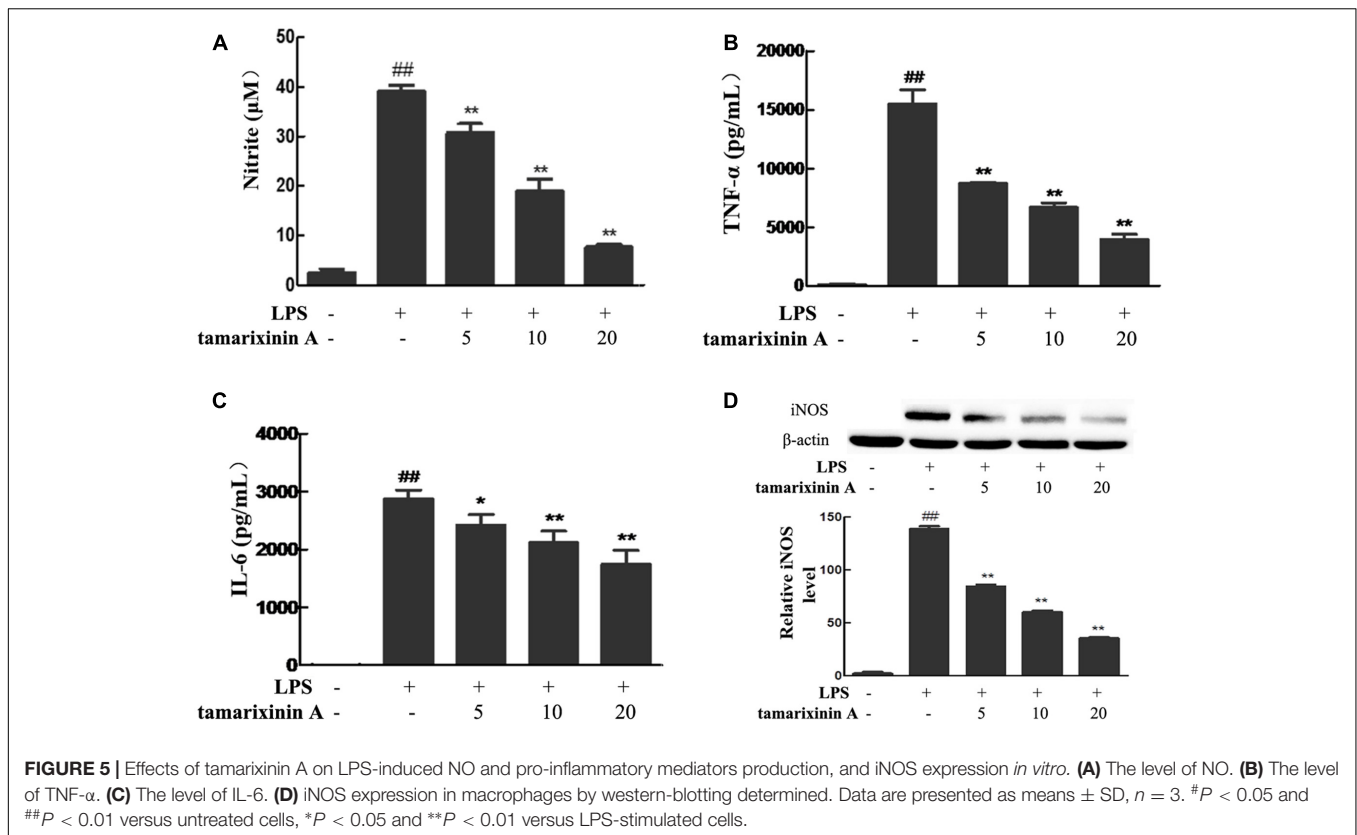 A
Nitrite (μM)
50
40
30
20
10
0
##
**
**
**
LPS - + + + +
tamarixinin A - - 5 10 20
B
TNF-α (pg/mL)
20000
15000
10000
5000
0
##
**
**
**
LPS - + + + +
tamarixinin A - - 5 10 20
C
IL-6 (pg/mL)
4000
3000
2000
1000
0
##
*
**
**
LPS - + + + +
tamarixinin A - - 5 10 20
D
iNOS
β-actin
LPS - + + + +
tamarixinin A - - 5 10 20
Relative iNOS
level
150
100
50
0
##
**
**
**
LPS - + + + +
tamarixinin A - - 5 10 20
FIGURE 5 | Effects of tamarixinin A on LPS-induced NO and pro-inflammatory mediators production, and iNOS expression in vitro. (A) The level of NO. (B) The level
of TNF-α. (C) The level of IL-6. (D) iNOS expression in macrophages by western-blotting determined. Data are presented as means ± SD, n = 3. #P < 0.05 and
##P < 0.01 versus untreated cells, *P < 0.05 and **P < 0.01 versus LPS-stimulated cells.